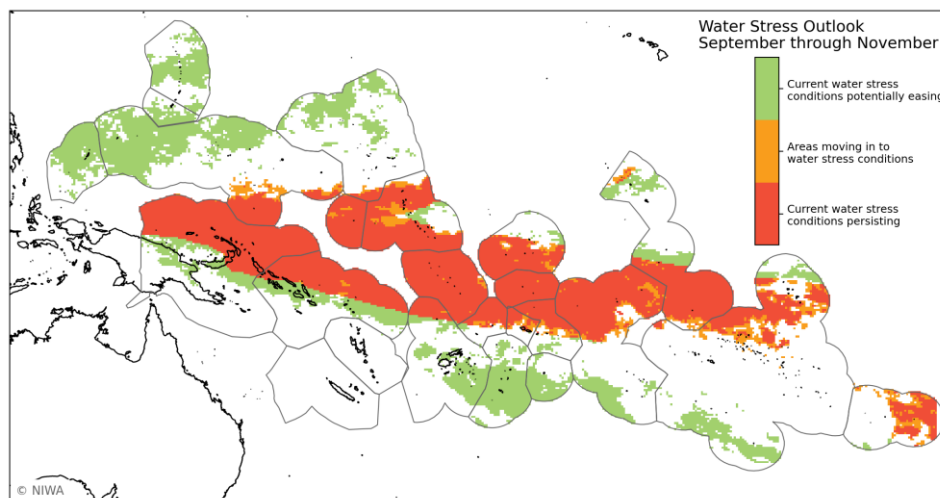 Water Stress Outlook
September through November
Current water stress
conditions potentially easing
Areas moving in to
water stress conditions
Current water stress
conditions persisting
© NIWA